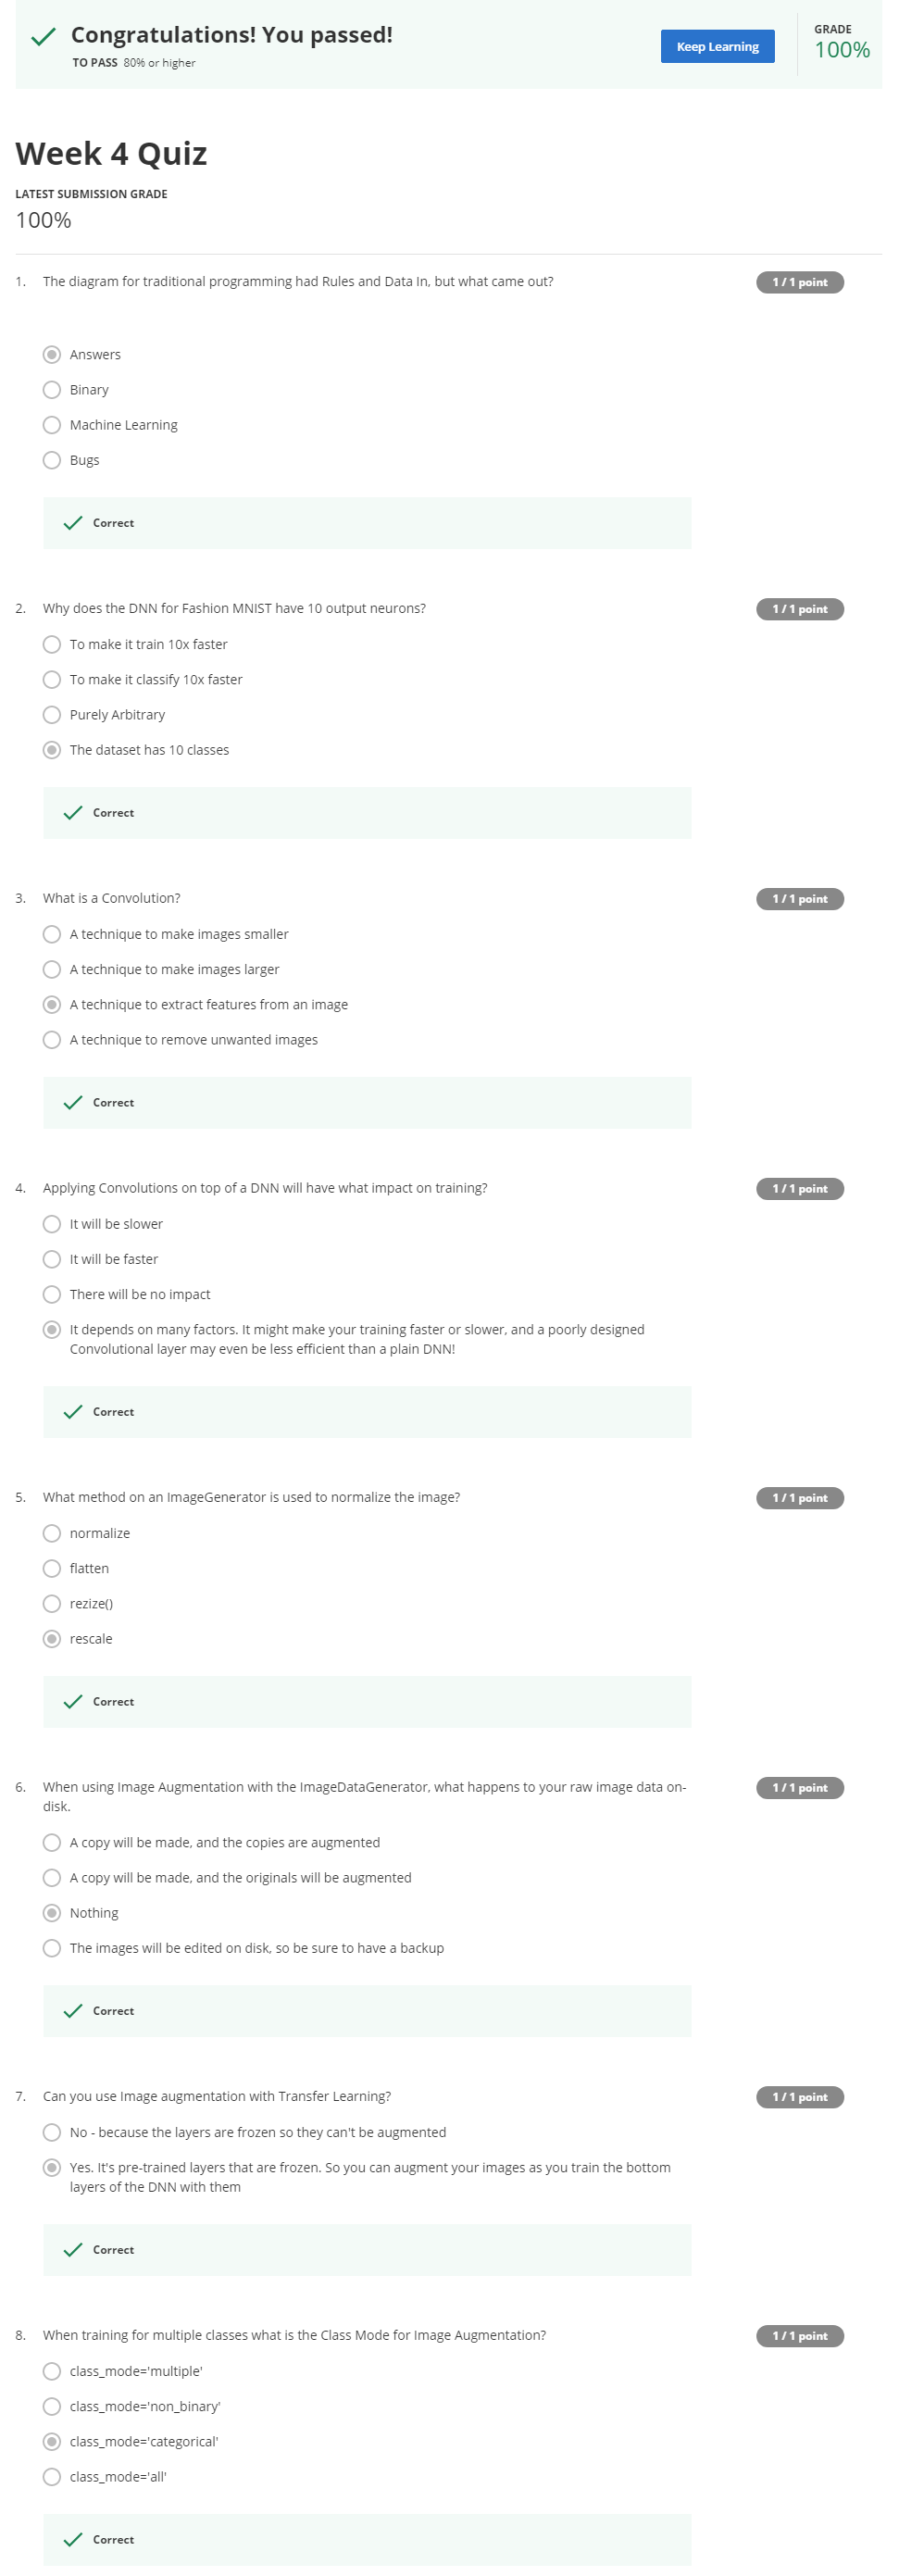 Congratulations! You passed!
TO PASS 80% or higher
Keep Learning
GRADE
100%
Week 4 Quiz
LATEST SUBMISSION GRADE
100%
1. The diagram for traditional programming had Rules and Data In, but what came out?
1 / 1 point
Answers
Binary
Machine Learning
Bugs
Correct
2. Why does the DNN for Fashion MNIST have 10 output neurons?
1 / 1 point
To make it train 10x faster
To make it classify 10x faster
Purely Arbitrary
The dataset has 10 classes
Correct
3. What is a Convolution?
1 / 1 point
A technique to make images smaller
A technique to make images larger
A technique to extract features from an image
A technique to remove unwanted images
Correct
4. Applying Convolutions on top of a DNN will have what impact on training?
1 / 1 point
It will be slower
It will be faster
There will be no impact
It depends on many factors. It might make your training faster or slower, and a poorly designed
Convolutional layer may even be less efficient than a plain DNN!
Correct
5. What method on an ImageGenerator is used to normalize the image?
1 / 1 point
normalize
flatten
rezize()
rescale
Correct
6. When using Image Augmentation with the ImageDataGenerator, what happens to your raw image data on-
disk.
1 / 1 point
A copy will be made, and the copies are augmented
A copy will be made, and the originals will be augmented
Nothing
The images will be edited on disk, so be sure to have a backup
Correct
7. Can you use Image augmentation with Transfer Learning?
1 / 1 point
No - because the layers are frozen so they can't be augmented
Yes. It's pre-trained layers that are frozen. So you can augment your images as you train the bottom
layers of the DNN with them
Correct
8. When training for multiple classes what is the Class Mode for Image Augmentation?
1 / 1 point
class_mode='multiple'
class_mode='non_binary'
class_mode='categorical'
class_mode='all'
Correct